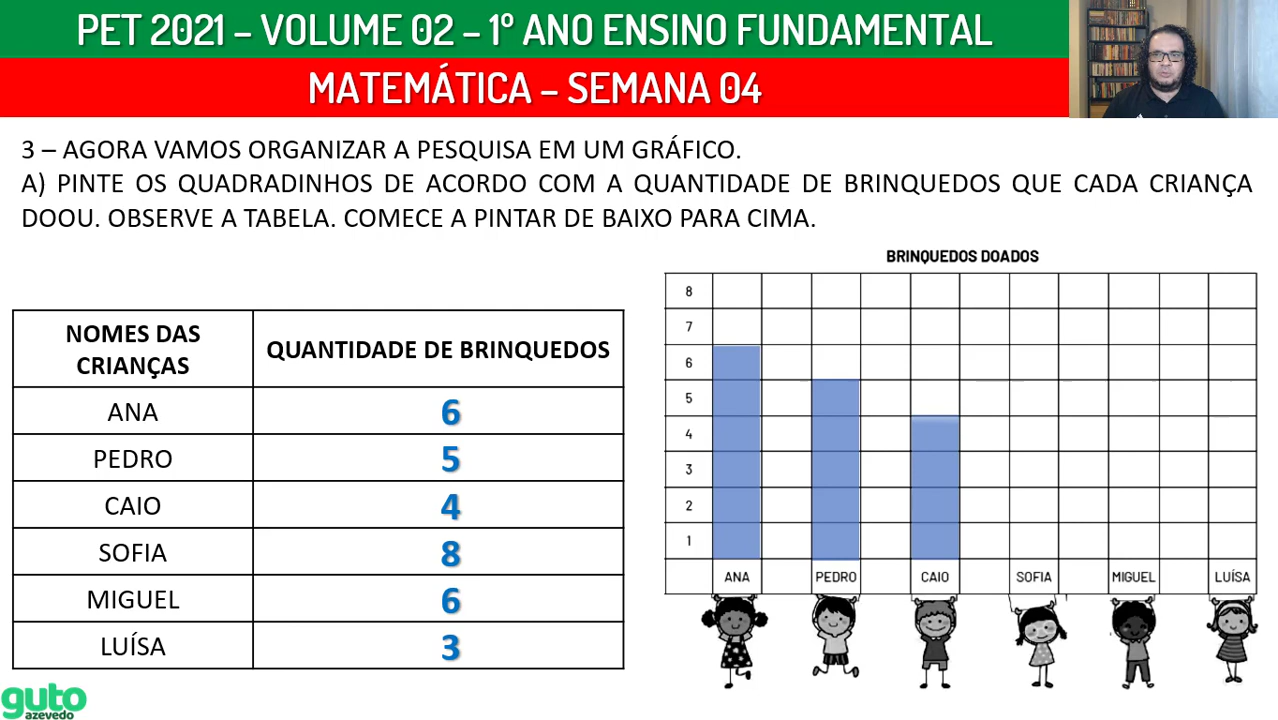 PET 2021 – VOLUME 02 – 1º ANO ENSINO FUNDAMENTAL
MATEMÁTICA – SEMANA 04
3 – AGORA VAMOS ORGANIZAR A PESQUISA EM UM GRÁFICO.
A) PINTE OS QUADRADINHOS DE ACORDO COM A QUANTIDADE DE BRINQUEDOS QUE CADA CRIANÇA
DOOU. OBSERVE A TABELA. COMECE A PINTAR DE BAIXO PARA CIMA.
NOMES DAS
CRIANÇAS
QUANTIDADE DE BRINQUEDOS
ANA 6
PEDRO 5
CAIO 4
SOFIA 8
MIGUEL 6
LUÍSA 3
BRINQUEDOS DOADOS
8
7
6
5
4
3
2
1
ANA PEDRO CAIO SOFIA MIGUEL LUÍSA
guto
azevedo